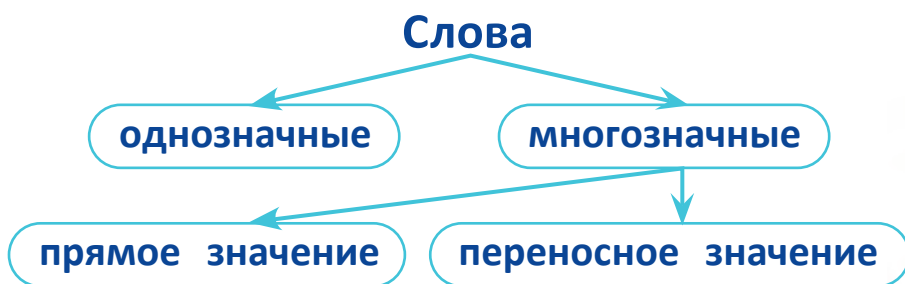 Слова
однозначные многозначные
прямое значение переносное значение